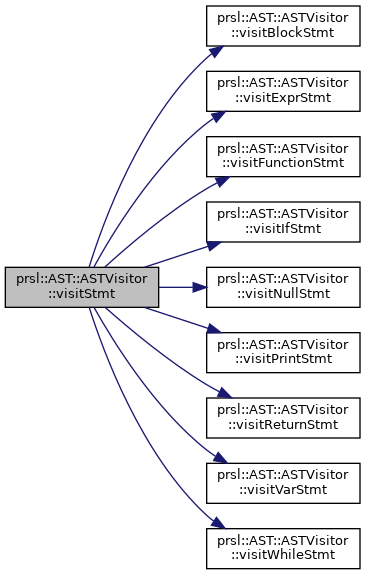 prsl::AST::ASTVisitor
::visitBlockStmt
prsl::AST::ASTVisitor
::visitExprStmt
prsl::AST::ASTVisitor
::visitFunctionStmt
prsl::AST::ASTVisitor
::visitIfStmt
prsl::AST::ASTVisitor
::visitStmt
prsl::AST::ASTVisitor
::visitNullStmt
prsl::AST::ASTVisitor
::visitPrintStmt
prsl::AST::ASTVisitor
::visitReturnStmt
prsl::AST::ASTVisitor
::visitVarStmt
prsl::AST::ASTVisitor
::visitWhileStmt